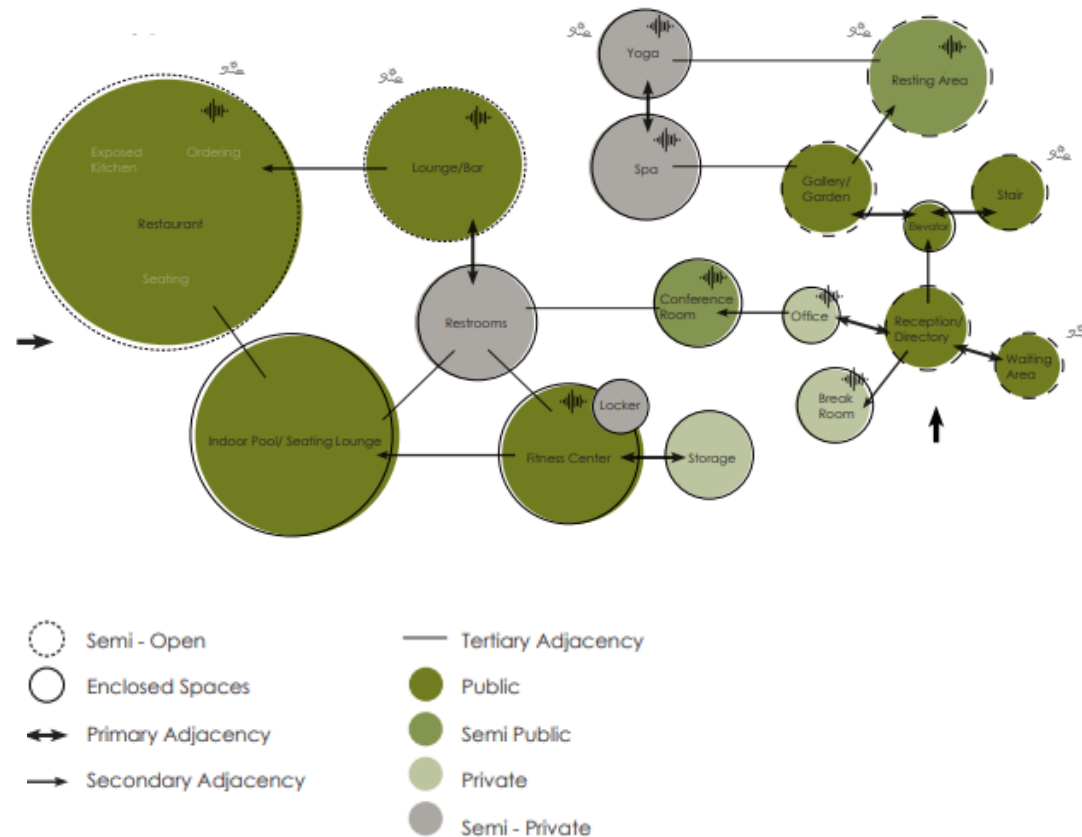 Yoga
Resting Area
Exposed
Kitchen
Ordering
Lounge/Bar
Spa
Gallery/
Garden
Stair
Restaurant
Elevator
Seating
Restrooms
Conference
Room
Office
Reception/
Directory
Waiting
Area
Break
Room
Locker
Indoor Pool/ Seating Lounge
Fitness Center
Storage
Semi - Open
Enclosed Spaces
Primary Adjacency
Secondary Adjacency
Tertiary Adjacency
Public
Semi Public
Private
Semi - Private